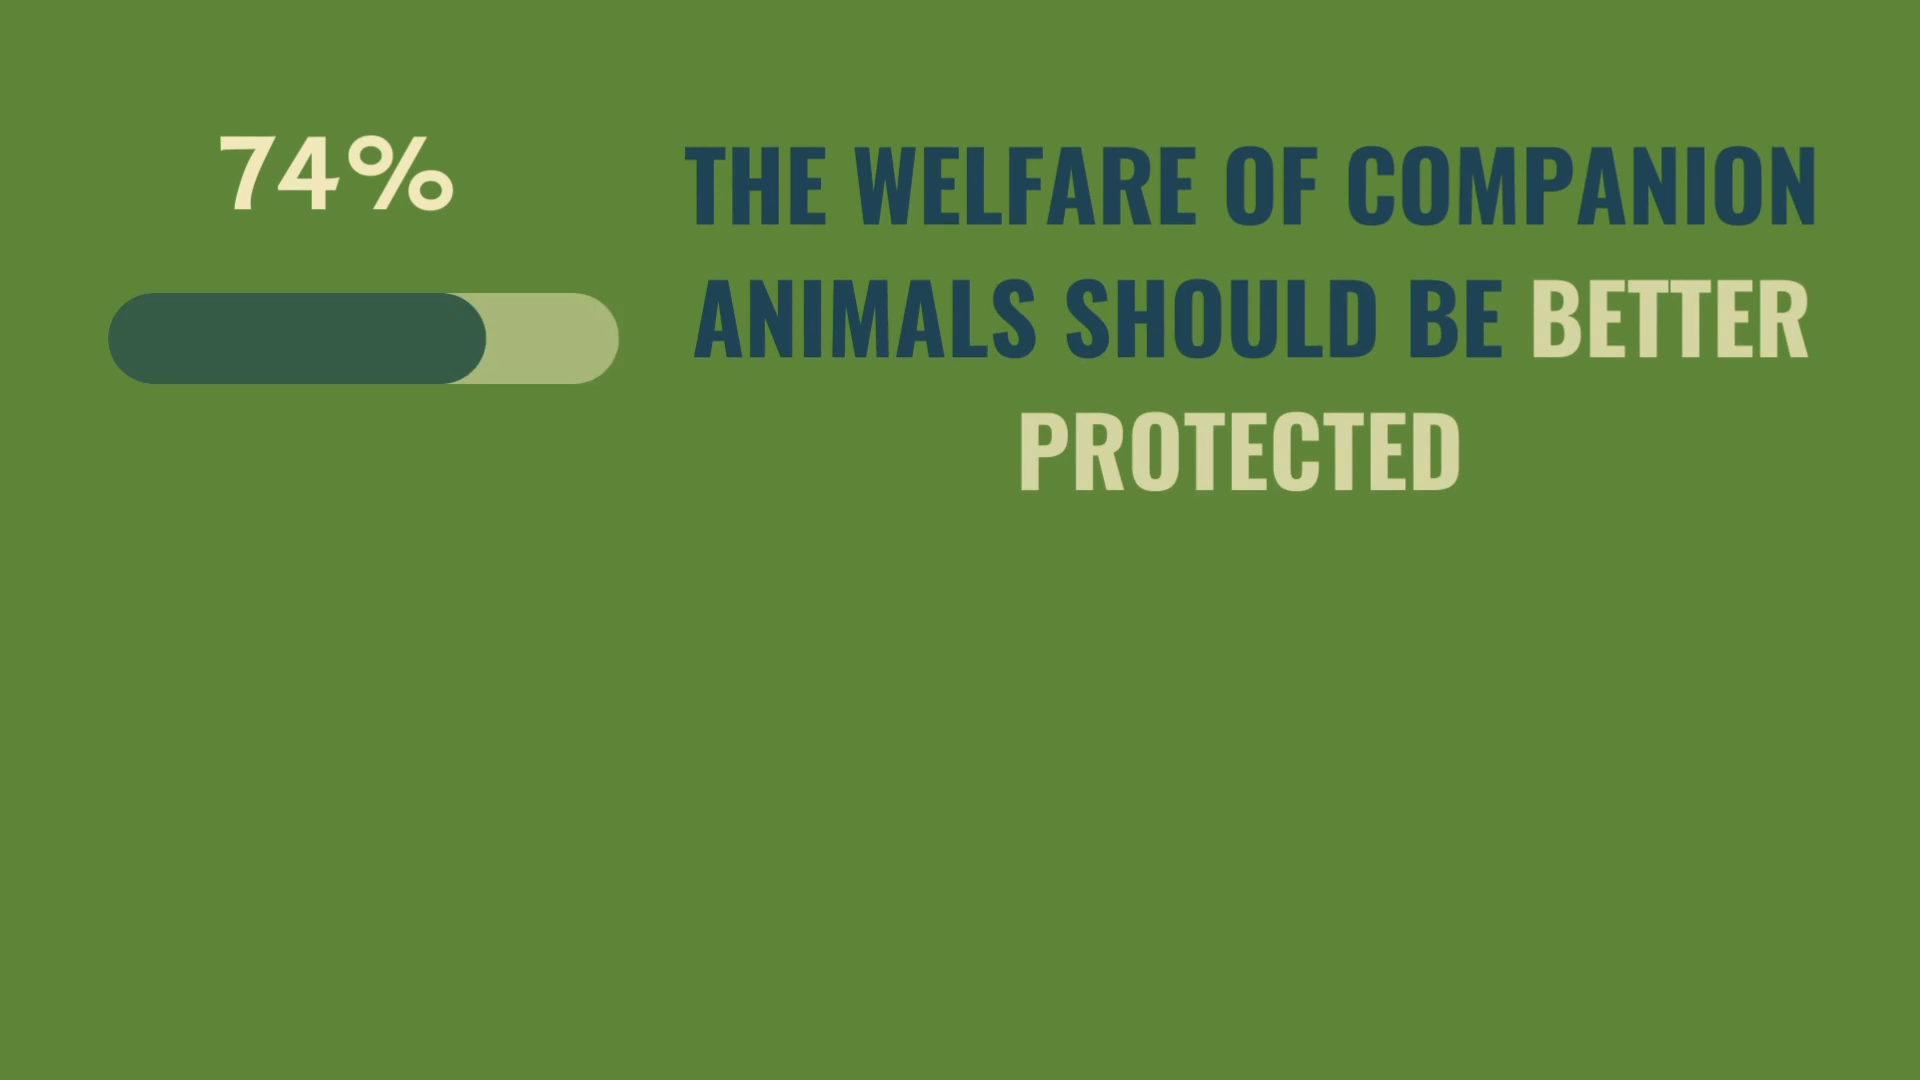 74%
THE WELFARE OF COMPANION
ANIMALS SHOULD BE BETTER
PROTECTED